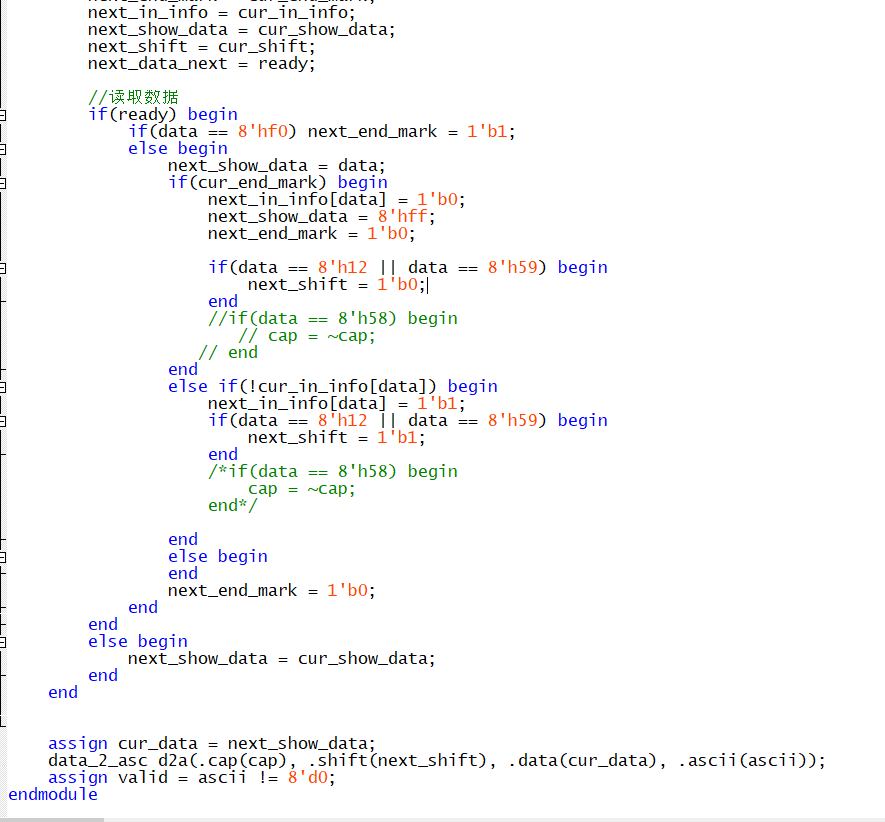 next_end_mark = cur_end_mark;
next_in_info = cur_in_info;
next_show_data = cur_show_data;
next_shift = cur_shift;
next_data_next = ready;
//读取数据
if(ready) begin
if(data == 8'hf0) next_end_mark = 1'b1;
else begin
next_show_data = data;
if(cur_end_mark) begin
next_in_info[data] = 1'b0;
next_show_data = 8'hff;
next_end_mark = 1'b0;
if(data == 8'h12 || data == 8'h59) begin
next_shift = 1'b0;
end
//if(data == 8'h58) begin
// cap = ~cap;
// end
end
else if(!cur_in_info[data]) begin
next_in_info[data] = 1'b1;
if(data == 8'h12 || data == 8'h59) begin
next_shift = 1'b1;
end
/*if(data == 8'h58) begin
cap = ~cap;
end*/
end
else begin
end
next_end_mark = 1'b0;
end
end
else begin
next_show_data = cur_show_data;
end
end
assign cur_data = next_show_data;
data_2_asc d2a(.cap(cap), .shift(next_shift), .data(cur_data), .ascii(ascii));
assign valid = ascii != 8'd0;
endmodule